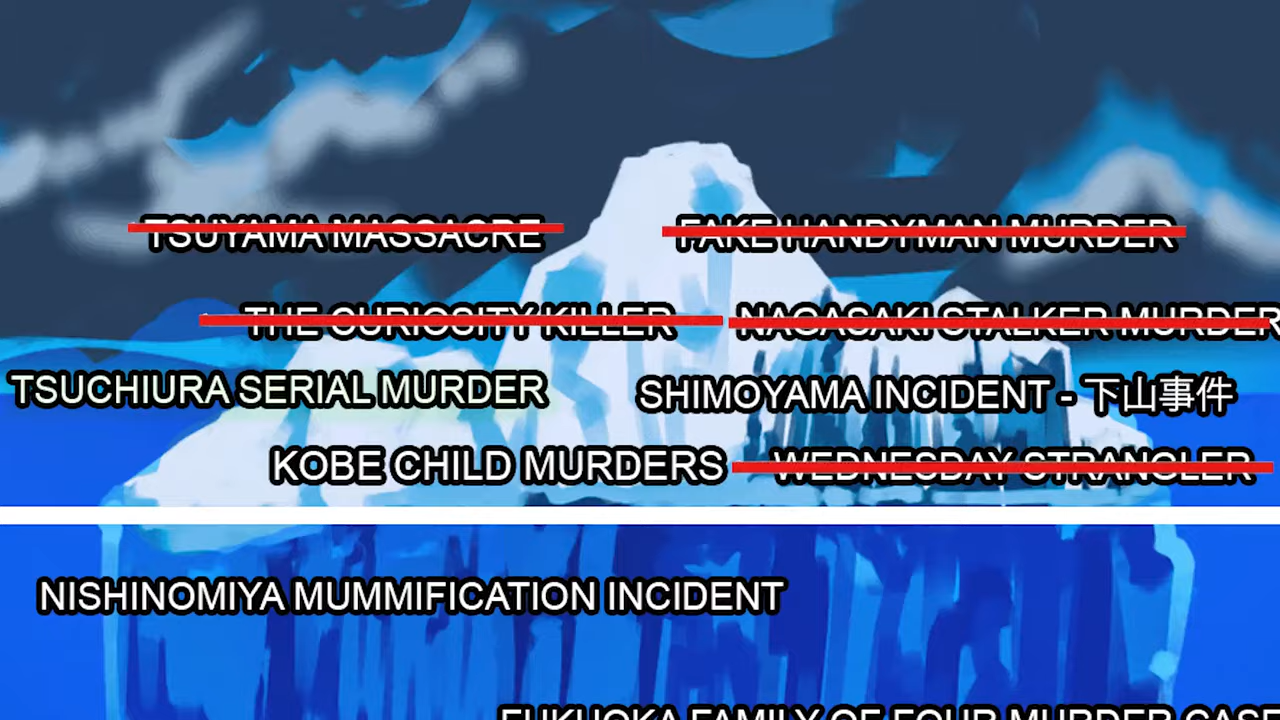 TSUYAMA MASSACRE
FAKE HANDYMAN MURDER
THE CURIOSITY KILLER
NAGASAKI STALKER MURDER
TSUCHIURA SERIAL MURDER
SHIMOYAMA INCIDENT - 下山事件
KOBE CHILD MURDERS
WEDNESDAY STRANGLER
NISHINOMIYA MUMMIFICATION INCIDENT
FUKUOKA FAMILY OF FOUR MURDER CASE